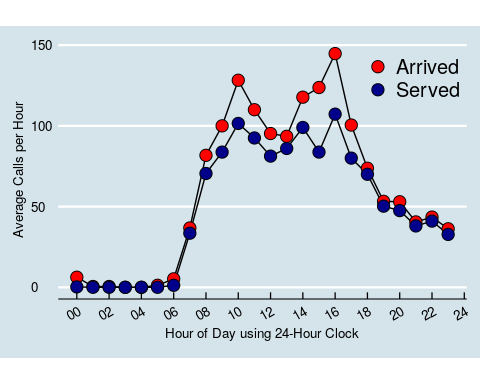 150
100
50
0
Average Calls per Hour
Arrived
Served
00 02 04 06 08 10 12 14 16 18 20 22 24
Hour of Day using 24-Hour Clock